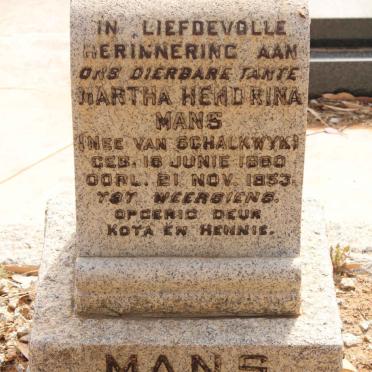 IN LIEFDEVOLLE
HERINNERING AAN
ONS DIERBARE TANTE
MARTHA HENDRINA
MANS
(NEE VAN SCHALKWYK)
GEB. 16 JUNIE 1880
OORL. 21 NOV. 1953.
TOT WEERSIENS.
OPGERIG DEUR
KOTA EN HENNIE.
MANS